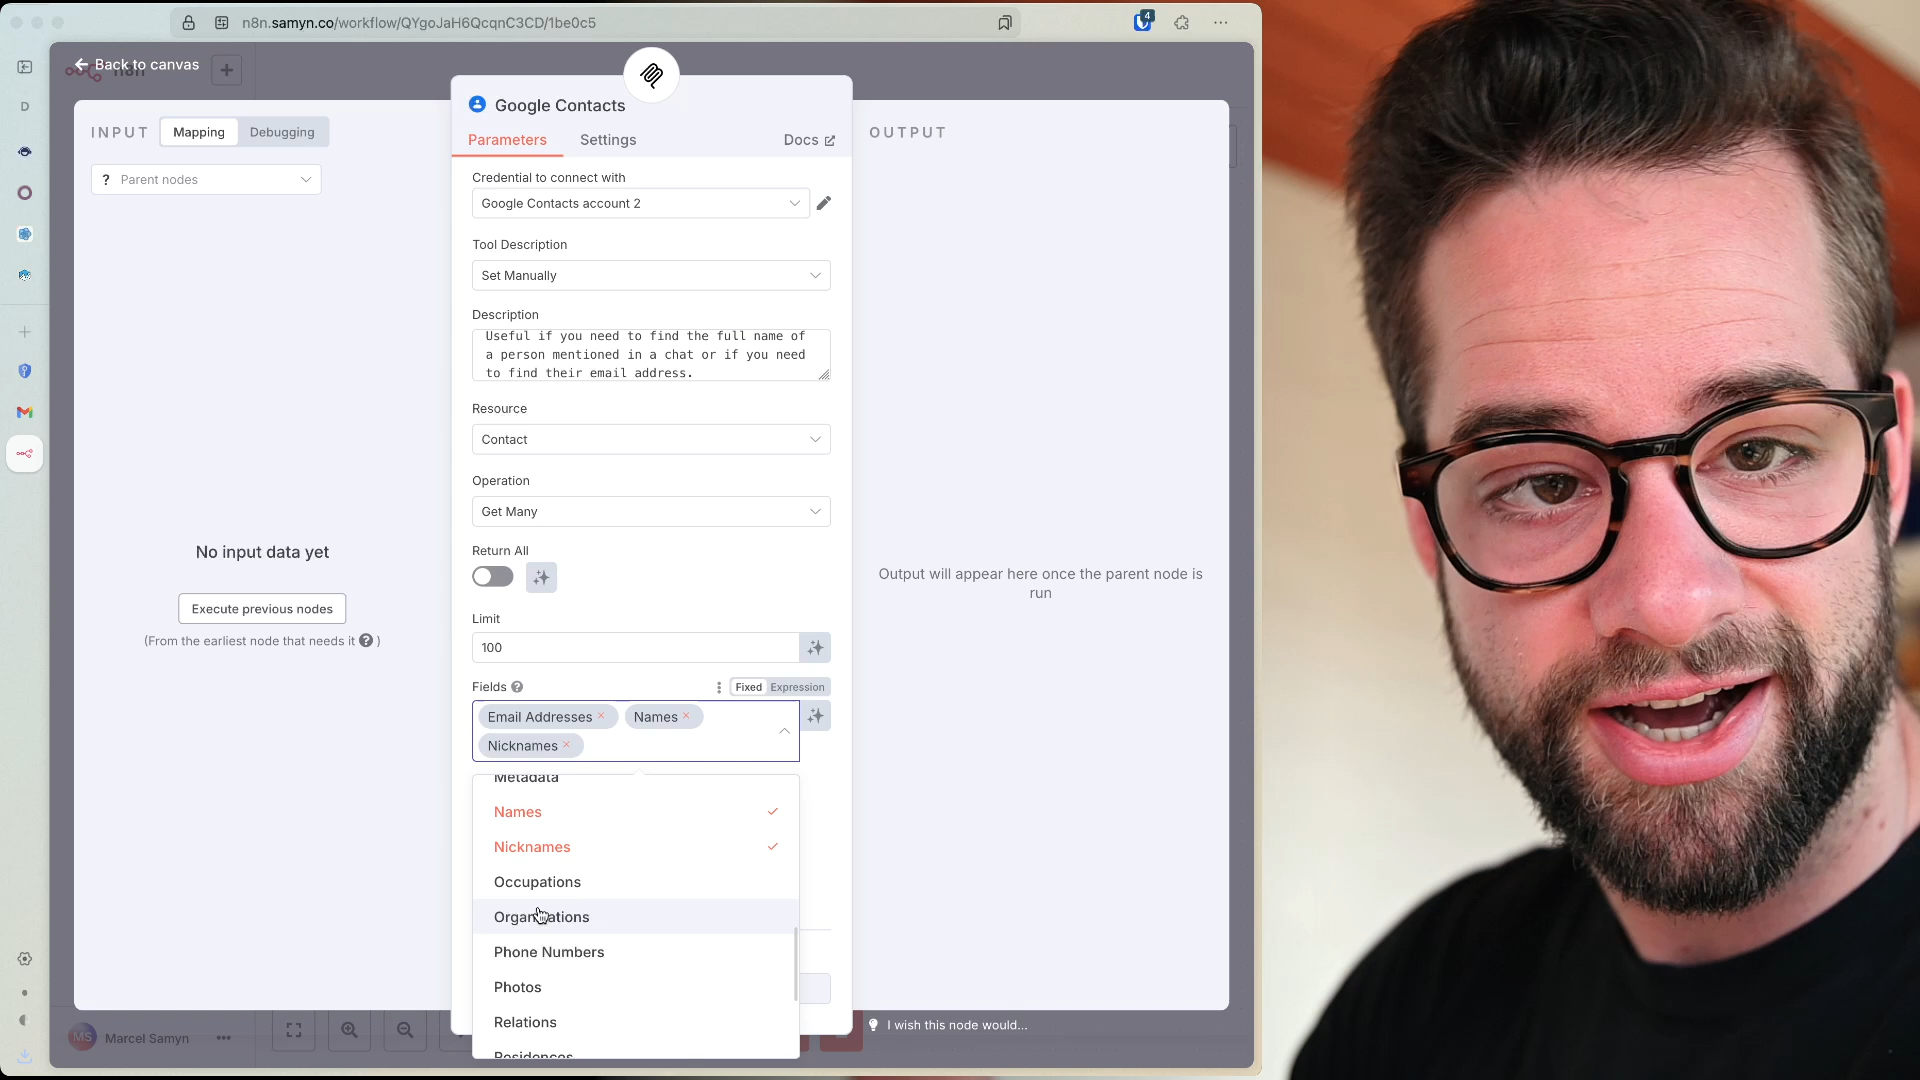 n8n.samyn.co/workflow/QYgoJaH6QcqnC3CD/1be0c5
4
Back to canvas
D
Google Contacts
INPUT
Mapping
Debugging
Parameters
Settings
Docs
OUTPUT
? Parent nodes
Credential to connect with
Google Contacts account 2
Tool Description
Set Manually
Description
Useful if you need to find the full name of
a person mentioned in a chat or if you need
to find their email address.
Resource
Contact
Operation
Get Many
Return All
No input data yet
Execute previous nodes
(From the earliest node that needs it ? )
Output will appear here once the parent node is
run
Limit
100
Fields ?
Fixed
Expression
Email Addresses
Names
Nicknames
Metadata
Names
Nicknames
Occupations
Organizations
Phone Numbers
Photos
Relations
Residences
MS
Marcel Samyn
I wish this node would...